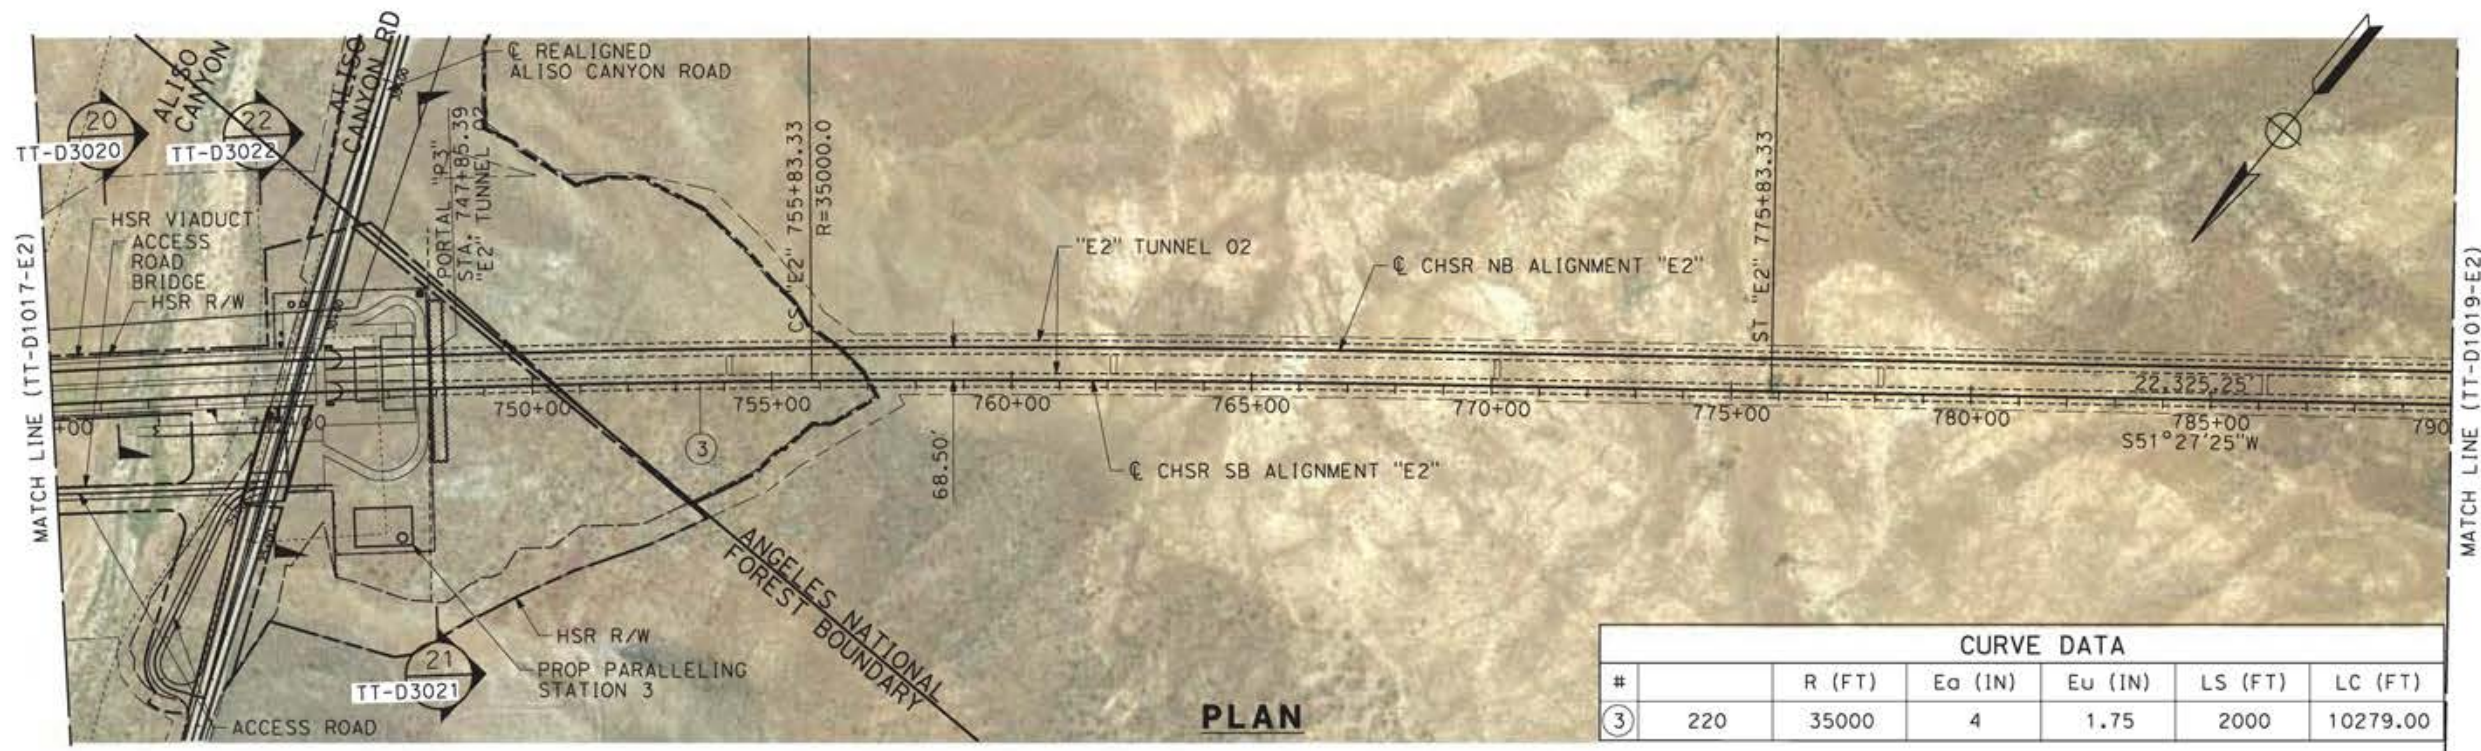 MATCH LINE (TT-D1017-E2)
ALISO
CANYON
20
TT-D3020
22
TT-D3022
ALISO
CANYON RD
℄ REALIGNED
ALISO CANYON ROAD
HSR VIADUCT
ACCESS
ROAD
BRIDGE
HSR R/W
PORTAL "P3"
STA. 747+85.39
"E2" TUNNEL 02
CS "E2" 755+83.33
R=35000.0
"E2" TUNNEL 02
℄ CHSR NB ALIGNMENT "E2"
ST "E2" 775+83.33
+00
750+00
755+00
760+00
765+00
770+00
775+00
780+00
785+00
790
22,325.25'
S51°27'25"W
3
68.50'
℄ CHSR SB ALIGNMENT "E2"
ANGELES NATIONAL
FOREST BOUNDARY
HSR R/W
PROP PARALLELING
STATION 3
21
TT-D3021
ACCESS ROAD
PLAN
MATCH LINE (TT-D1019-E2)
CURVE DATA
# R (FT) Ea (IN) Eu (IN) LS (FT) LC (FT)
3 220 35000 4 1.75 2000 10279.00